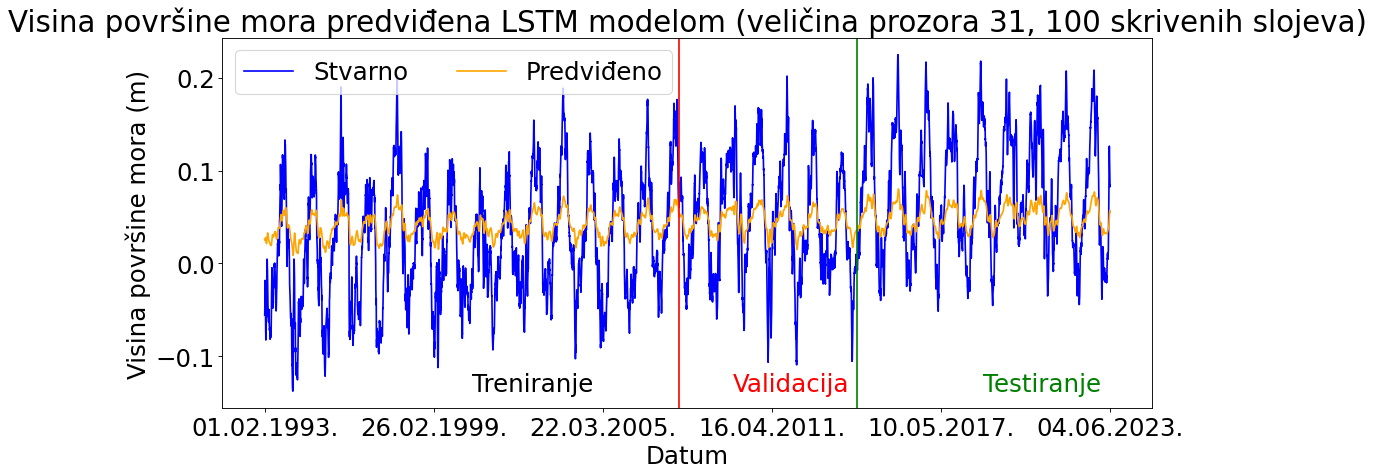 Visina površine mora predviđena LSTM modelom (veličina prozora 31, 100 skrivenih slojeva)
Stvarno Predviđeno
Visina površine mora (m)
0.2
0.1
0.0
−0.1
Treniranje Validacija Testiranje
01.02.1993. 26.02.1999. 22.03.2005. 16.04.2011. 10.05.2017. 04.06.2023.
Datum